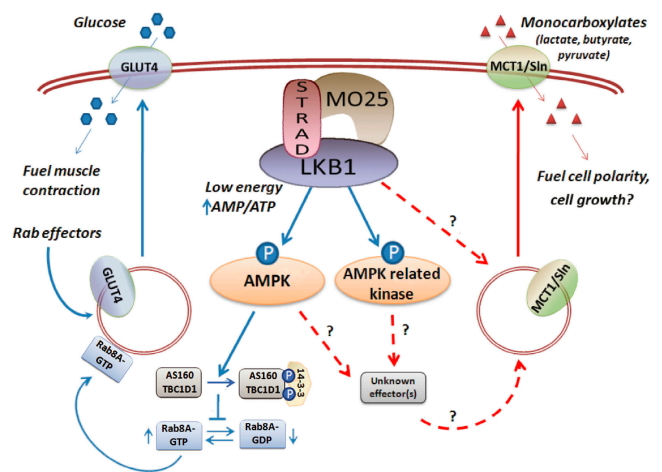 Glucose
GLUT4
Monocarboxylates
(lactate, butyrate,
pyruvate)
MCT1/Sln
STRAD
MO25
LKB1
Fuel muscle
contraction
Fuel cell polarity,
cell growth?
Low energy
AMP/ATP
?
Rab effectors
P
P
AMPK
AMPK related
kinase
GLUT4
MCT1/Sln
?
?
Rab8A-
GTP
AS160
TBC1D1
AS160
TBC1D1
P
P
14-3-3
Unknown
effector(s)
?
Rab8A-
GTP
Rab8A-
GDP